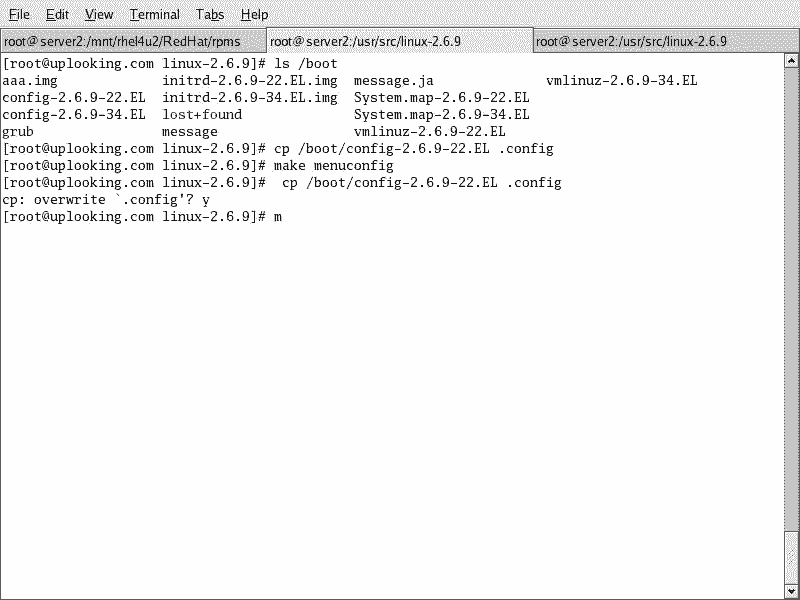 File Edit View Terminal Tabs Help
root@server2:/mnt/rhel4u2/RedHat/rpms root@server2:/usr/src/linux-2.6.9 root@server2:/usr/src/linux-2.6.9
[root@uplooking.com linux-2.6.9]# ls /boot
aaa.img initrd-2.6.9-22.EL.img message.ja vmlinuz-2.6.9-34.EL
config-2.6.9-22.EL initrd-2.6.9-34.EL.img System.map-2.6.9-22.EL
config-2.6.9-34.EL lost+found System.map-2.6.9-34.EL
grub message vmlinuz-2.6.9-22.EL
[root@uplooking.com linux-2.6.9]# cp /boot/config-2.6.9-22.EL .config
[root@uplooking.com linux-2.6.9]# make menuconfig
[root@uplooking.com linux-2.6.9]#  cp /boot/config-2.6.9-22.EL .config
cp: overwrite `.config'? y
[root@uplooking.com linux-2.6.9]# m